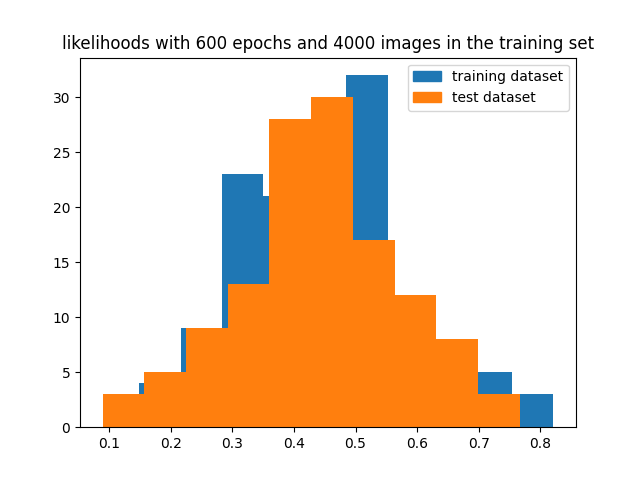 likelihoods with 600 epochs and 4000 images in the training set
training dataset
test dataset
30
25
20
15
10
5
0
0.1 0.2 0.3 0.4 0.5 0.6 0.7 0.8